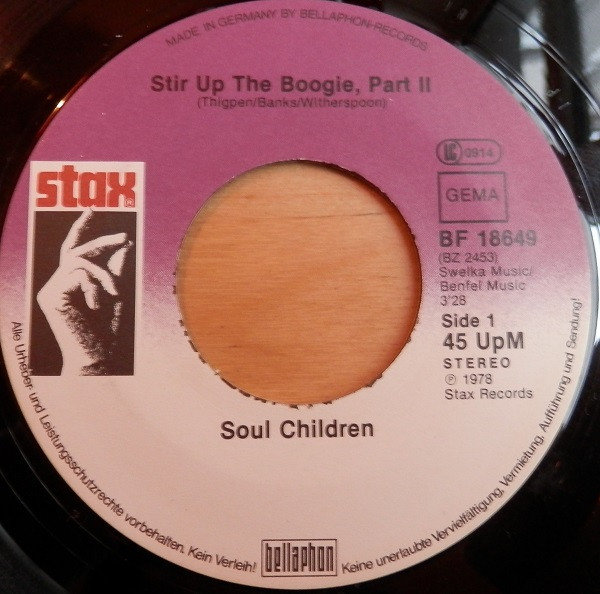 MADE IN GERMANY BY BELLAPHON-RECORDS
Stir Up The Boogie, Part II
(Thigpen/Banks/Witherspoon)
stax®
LC 0914
GEMA
BF 18649
(BZ 2453)
Swelka Music/
Benfel Music
3'28
Side 1
45 UpM
STEREO
℗ 1978
Stax Records
Soul Children
Alle Urheber- und Leistungsschutzrechte vorbehalten. Kein Verleih!
bellaphon
Keine unerlaubte Vervielfältigung, Vermietung, Aufführung und Sendung!